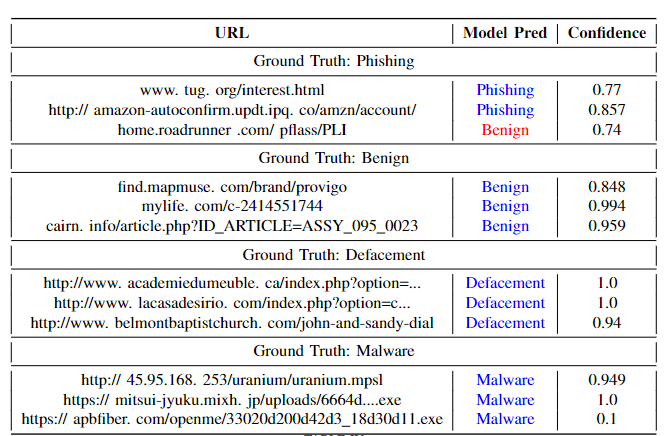 URL Model Pred Confidence
Ground Truth: Phishing
www. tug. org/interest.html Phishing 0.77
http:// amazon-autoconfirm.updt.ipq. co/amzn/account/ Phishing 0.857
home.roadrunner .com/ pflass/PLI Benign 0.74
Ground Truth: Benign
find.mapmuse. com/brand/provigo Benign 0.848
mylife. com/c-2414551744 Benign 0.994
cairn. info/article.php?ID_ARTICLE=ASSY_095_0023 Benign 0.959
Ground Truth: Defacement
http://www. academiedumeuble. ca/index.php?option=... Defacement 1.0
http://www. lacasadesirio. com/index.php?option=c... Defacement 1.0
http://www. belmontbaptistchurch. com/john-and-sandy-dial Defacement 0.94
Ground Truth: Malware
http:// 45.95.168. 253/uranium/uranium.mpsl Malware 0.949
https:// mitsui-jyuku.mixh. jp/uploads/6664d....exe Malware 1.0
https:// apbfiber. com/openme/33020d200d42d3_18d30d11.exe Malware 0.1